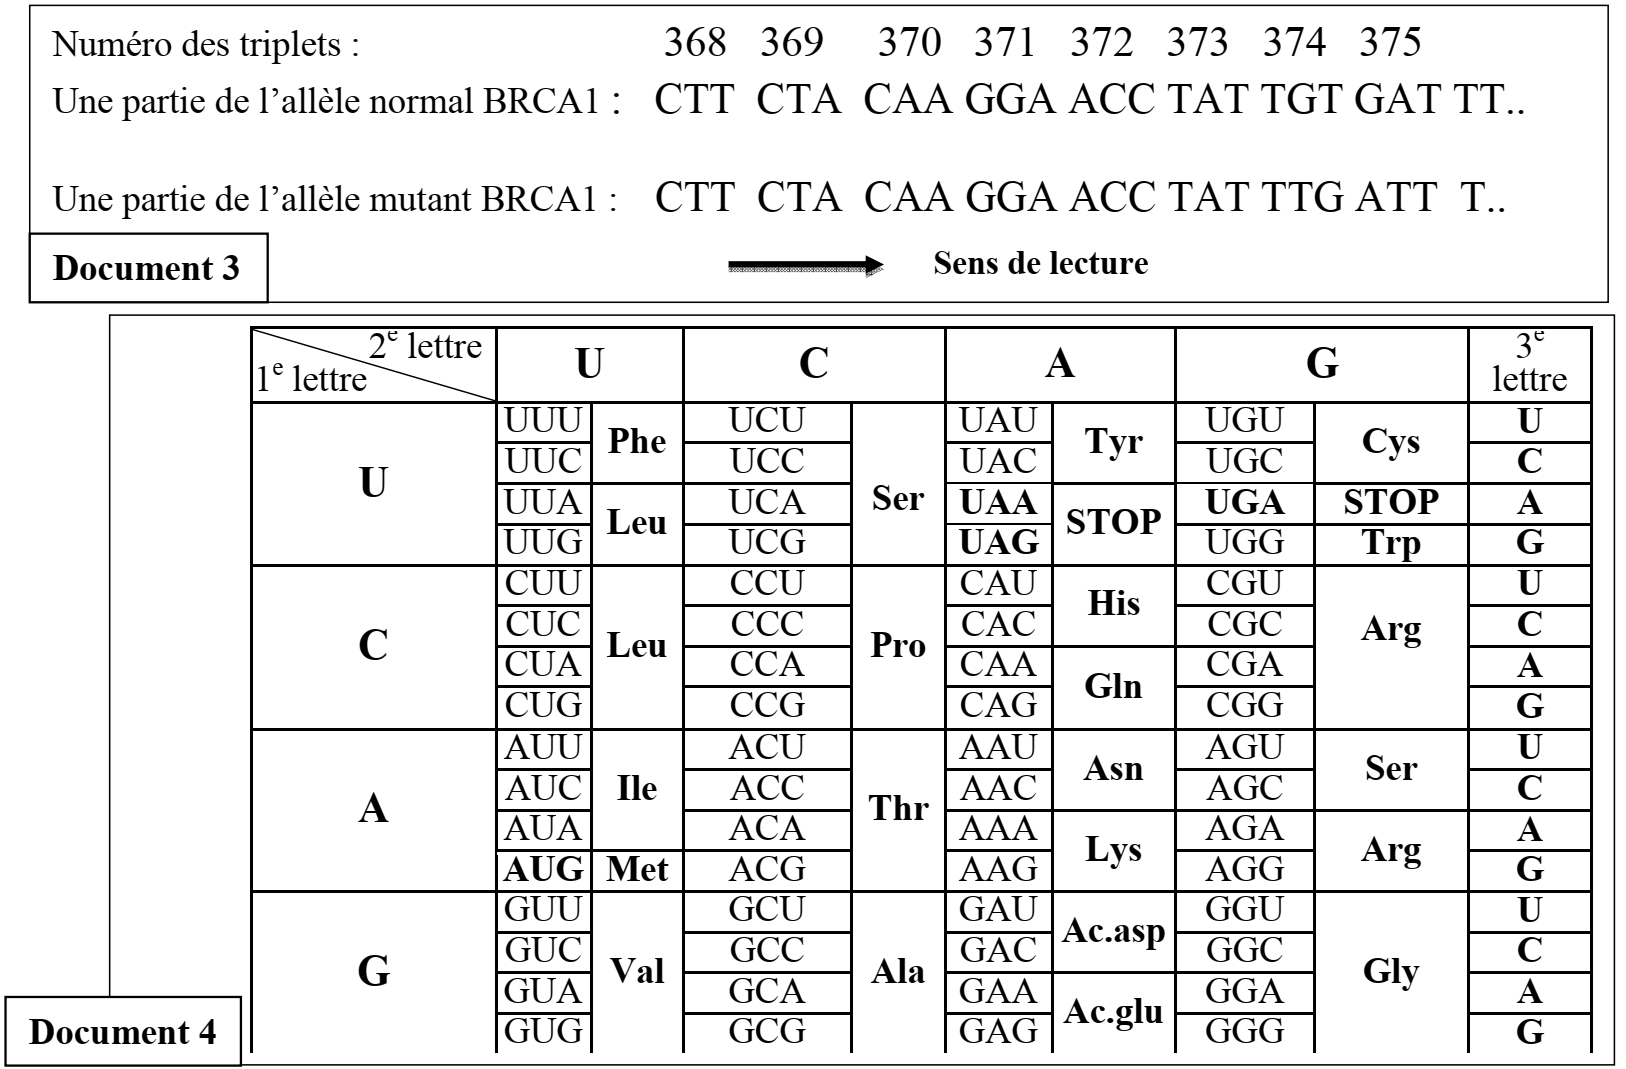 Numéro des triplets : 368 369 370 371 372 373 374 375
Une partie de l’allèle normal BRCA1 : CTT CTA CAA GGA ACC TAT TGT GAT TT..
Une partie de l’allèle mutant BRCA1 : CTT CTA CAA GGA ACC TAT TTG ATT T..
Document 3
Sens de lecture
2e lettre
1e lettre
U C A G
3e lettre
UUU Phe UCU Ser UAU Tyr UGU Cys U
UUC UCC UAC UGC C
U
UUA Leu UCA UAA STOP UGA STOP A
UUG UCG UAG UGG Trp G
CUU Leu CCU Pro CAU His CGU Arg U
CUC CCC CAC CGC C
C
CUA CCA CAA Gln CGA A
CUG CCG CAG CGG G
AUU Ile ACU Thr AAU Asn AGU Ser U
AUC ACC AAC AGC C
A
AUA ACA AAA Lys AGA Arg A
AUG Met ACG AAG AGG G
GUU Val GCU Ala GAU Ac.asp GGU Gly U
GUC GCC GAC GGC C
G
GUA GCA GAA Ac.glu GGA A
GUG GCG GAG GGG G
Document 4